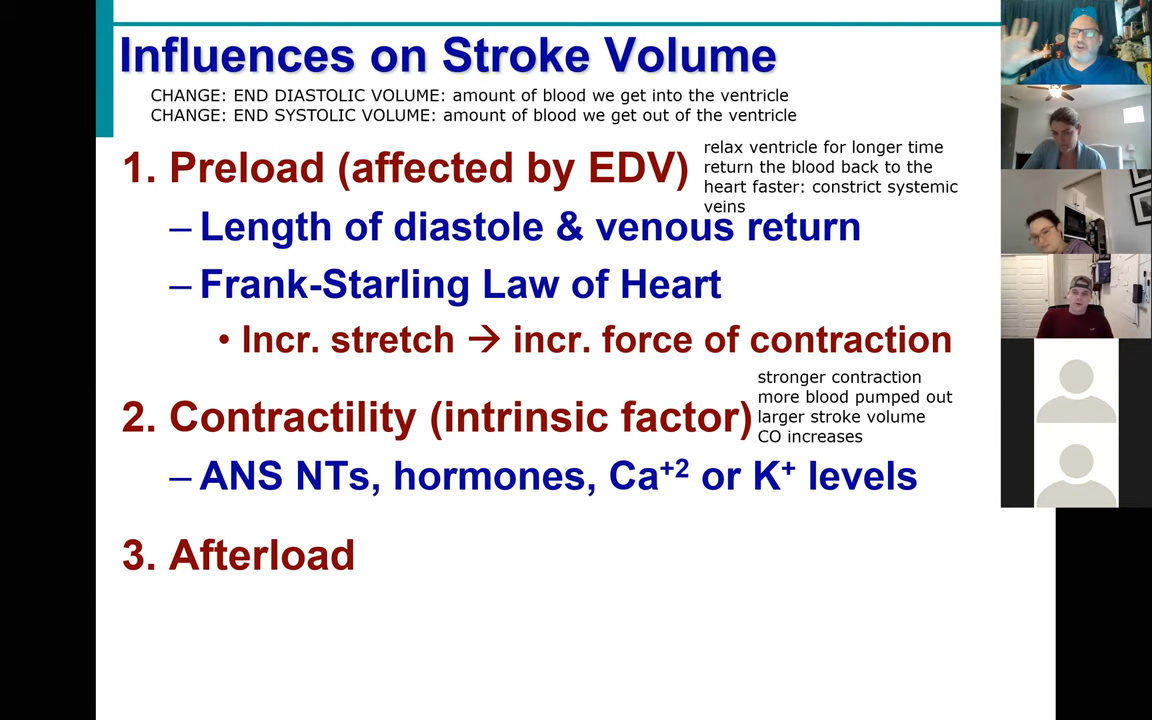 Influences on Stroke Volume
CHANGE: END DIASTOLIC VOLUME: amount of blood we get into the ventricle
CHANGE: END SYSTOLIC VOLUME: amount of blood we get out of the ventricle
1. Preload (affected by EDV)
relax ventricle for longer time
return the blood back to the
heart faster: constrict systemic
veins
– Length of diastole & venous return
– Frank-Starling Law of Heart
• Incr. stretch → incr. force of contraction
2. Contractility (intrinsic factor)
stronger contraction
more blood pumped out
larger stroke volume
CO increases
– ANS NTs, hormones, Ca⁺² or K⁺ levels
3. Afterload